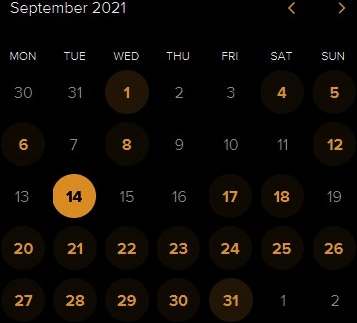 September 2021
MON TUE WED THU FRI SAT SUN
30 31 1 2 3 4 5
6 7 8 9 10 11 12
13 14 15 16 17 18 19
20 21 22 23 24 25 26
27 28 29 30 31 1 2